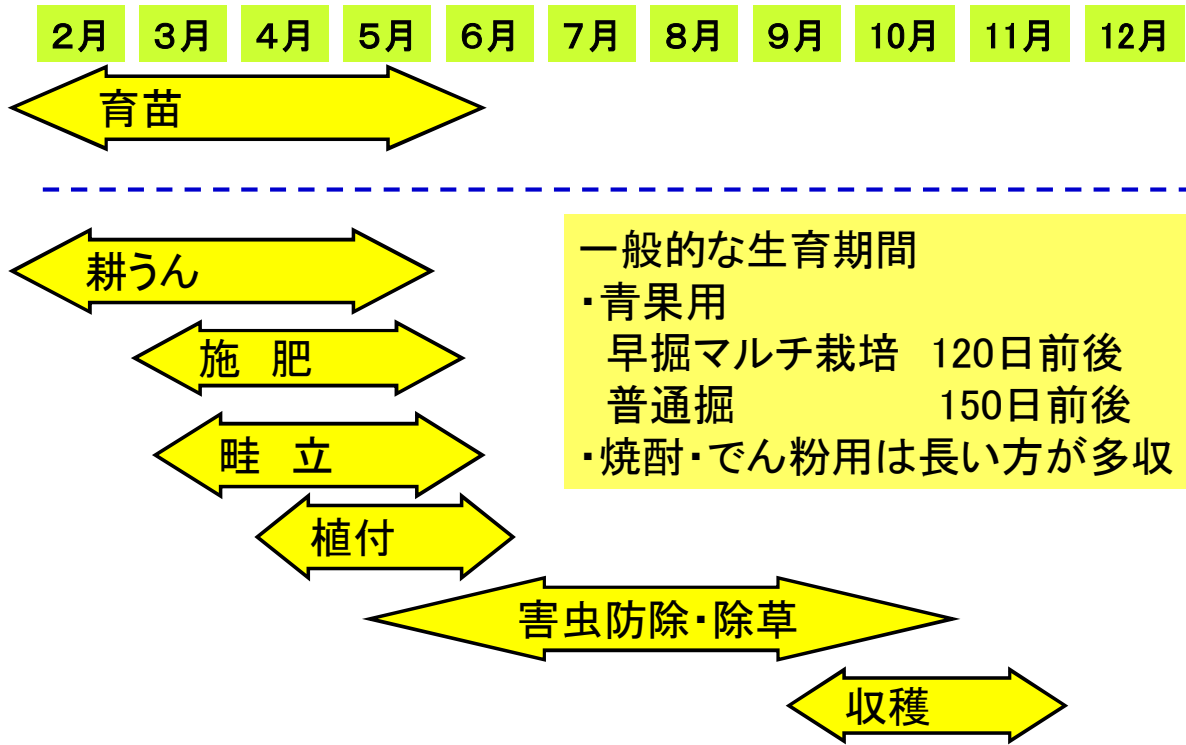 ２月 ３月 ４月 ５月 ６月 ７月 ８月 ９月 10月 11月 12月
育苗
耕うん
施 肥
畦 立
植付
害虫防除・除草
収穫
一般的な生育期間
・青果用
早掘マルチ栽培 120日前後
普通掘 150日前後
・焼酎・でん粉用は長い方が多収